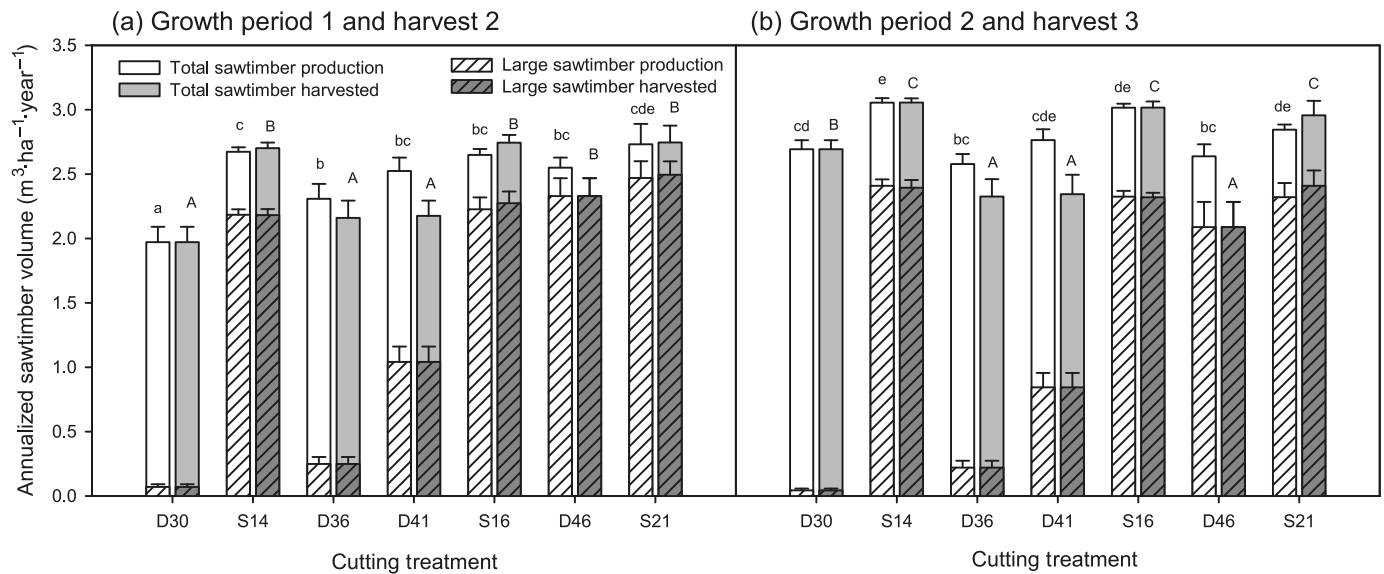 (a) Growth period 1 and harvest 2
(b) Growth period 2 and harvest 3
Annualized sawtimber volume (m³·ha⁻¹·year⁻¹)
3.5
3.0
2.5
2.0
1.5
1.0
0.5
0.0
Total sawtimber production
Total sawtimber harvested
Large sawtimber production
Large sawtimber harvested
a A c B b A bc A bc B bc B cde B
cd B e C bc A cde A de C bc A de C
D30 S14 D36 D41 S16 D46 S21
D30 S14 D36 D41 S16 D46 S21
Cutting treatment
Cutting treatment